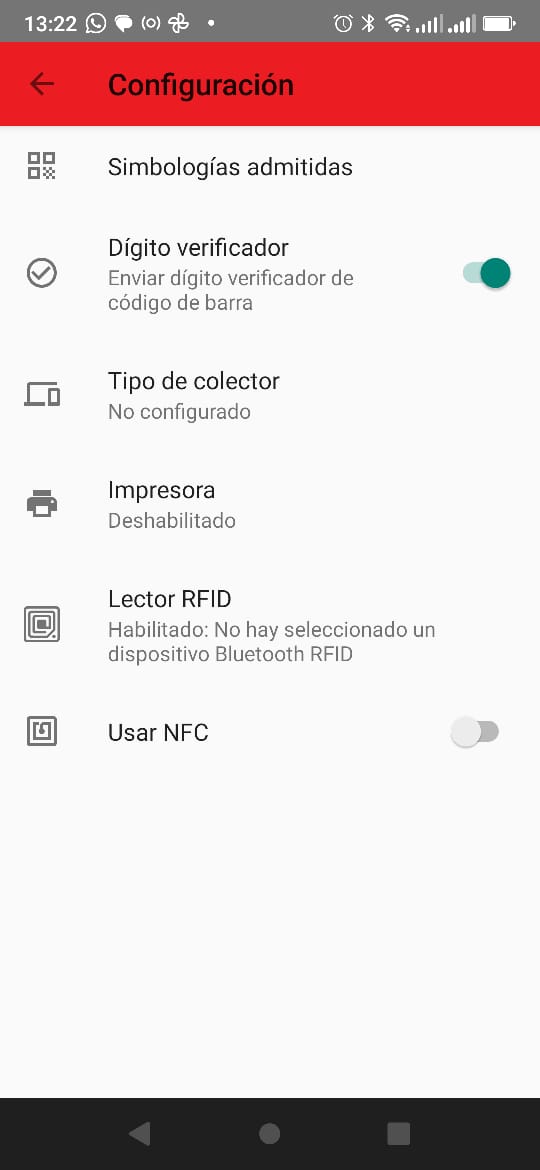 13:22
Configuración
Simbologías admitidas
Dígito verificador
Enviar dígito verificador de
código de barra
Tipo de colector
No configurado
Impresora
Deshabilitado
Lector RFID
Habilitado: No hay seleccionado un
dispositivo Bluetooth RFID
Usar NFC